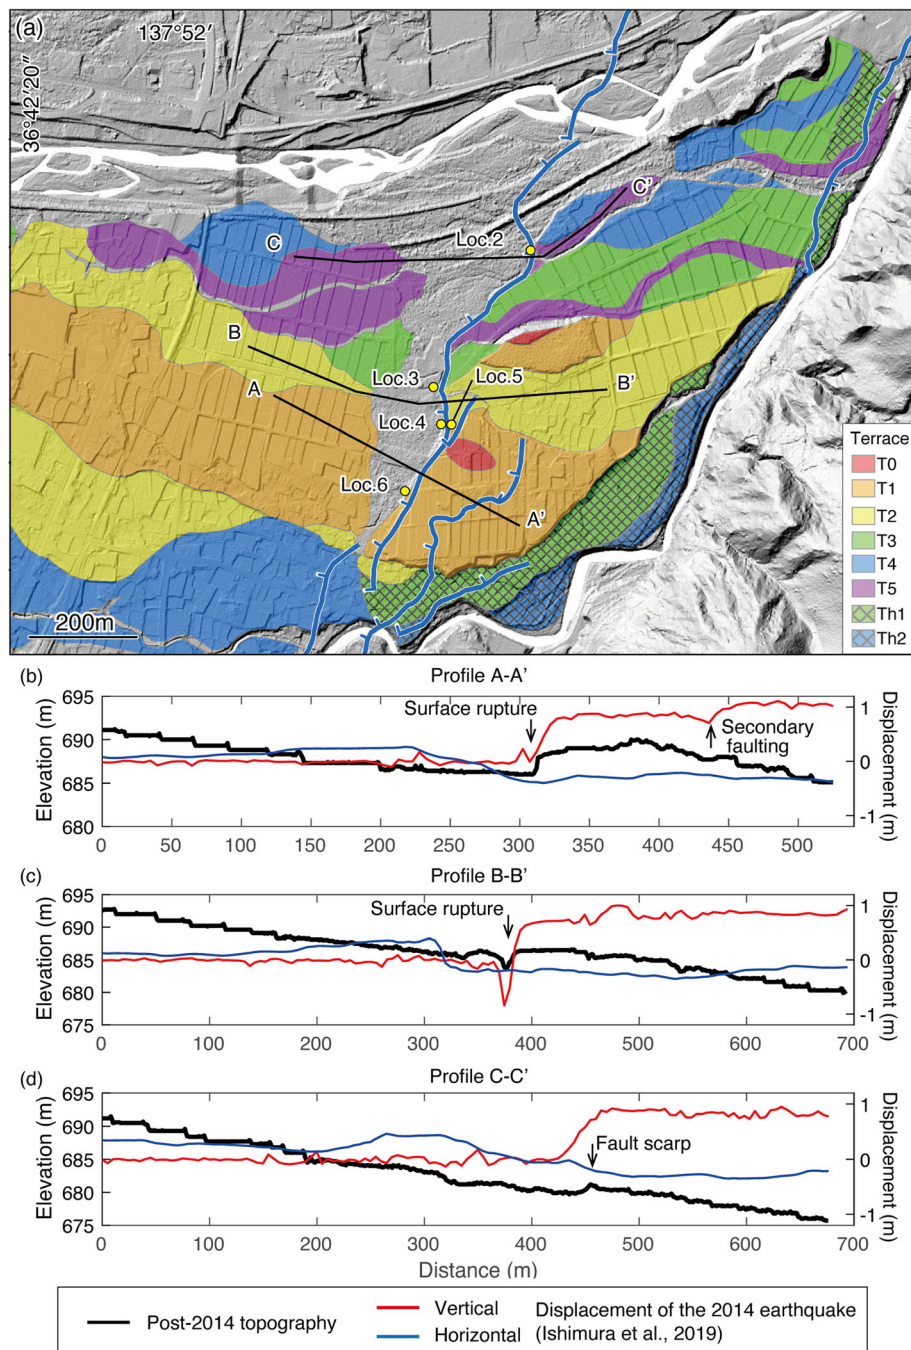 (a)
137°52′
36°42′20″
C'
C
Loc.2
B
Loc.3
Loc.5
A
B'
Loc.4
Loc.6
A'
200m
Terrace
T0
T1
T2
T3
T4
T5
Th1
Th2
(b)
Profile A-A'
Elevation (m)
695
690
685
680
Surface rupture
Secondary
faulting
1
0
-1
Displacement (m)
0 50 100 150 200 250 300 350 400 450 500
(c)
Profile B-B'
Elevation (m)
695
690
685
680
675
Surface rupture
1
0
-1
Displacement (m)
0 100 200 300 400 500 600 700
(d)
Profile C-C'
Elevation (m)
695
690
685
680
675
Fault scarp
1
0
-1
Displacement (m)
0 100 200 300 400 500 600 700
Distance (m)
Post-2014 topography
Vertical
Horizontal
Displacement of the 2014 earthquake
(Ishimura et al., 2019)